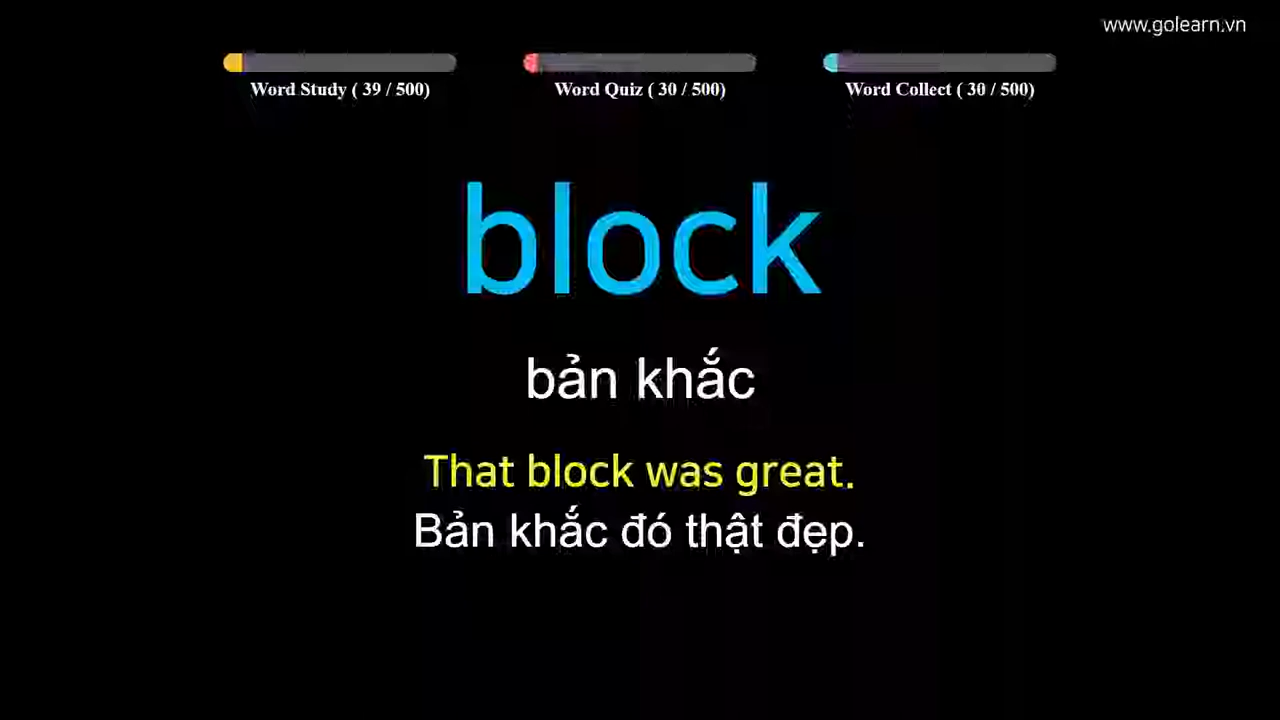 www.golearn.vn
Word Study ( 39 / 500)
Word Quiz ( 30 / 500)
Word Collect ( 30 / 500)
block
bản khắc
That block was great.
Bản khắc đó thật đẹp.